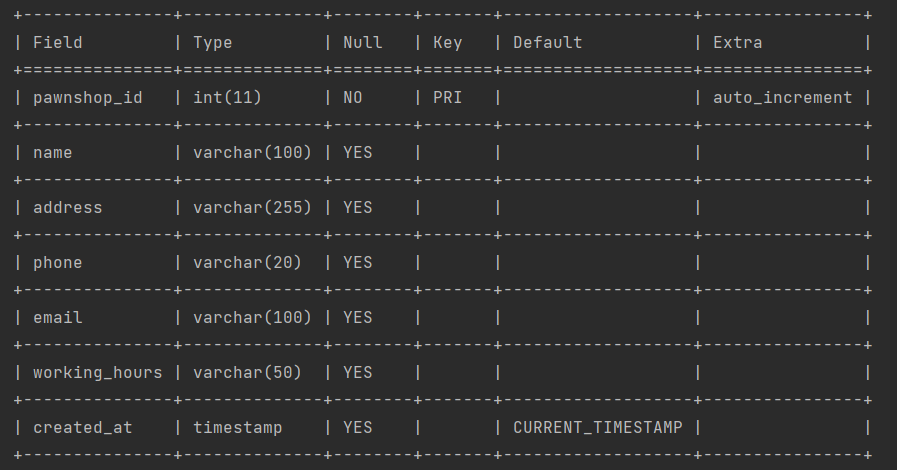 +---------------+--------------+--------+-------+-------------------+----------------+
| Field         | Type         | Null   | Key   | Default           | Extra          |
+===============+==============+========+=======+===================+================+
| pawnshop_id   | int(11)      | NO     | PRI   |                   | auto_increment |
+---------------+--------------+--------+-------+-------------------+----------------+
| name          | varchar(100) | YES    |       |                   |                |
+---------------+--------------+--------+-------+-------------------+----------------+
| address       | varchar(255) | YES    |       |                   |                |
+---------------+--------------+--------+-------+-------------------+----------------+
| phone         | varchar(20)  | YES    |       |                   |                |
+---------------+--------------+--------+-------+-------------------+----------------+
| email         | varchar(100) | YES    |       |                   |                |
+---------------+--------------+--------+-------+-------------------+----------------+
| working_hours | varchar(50)  | YES    |       |                   |                |
+---------------+--------------+--------+-------+-------------------+----------------+
| created_at    | timestamp    | YES    |       | CURRENT_TIMESTAMP |                |
+---------------+--------------+--------+-------+-------------------+----------------+